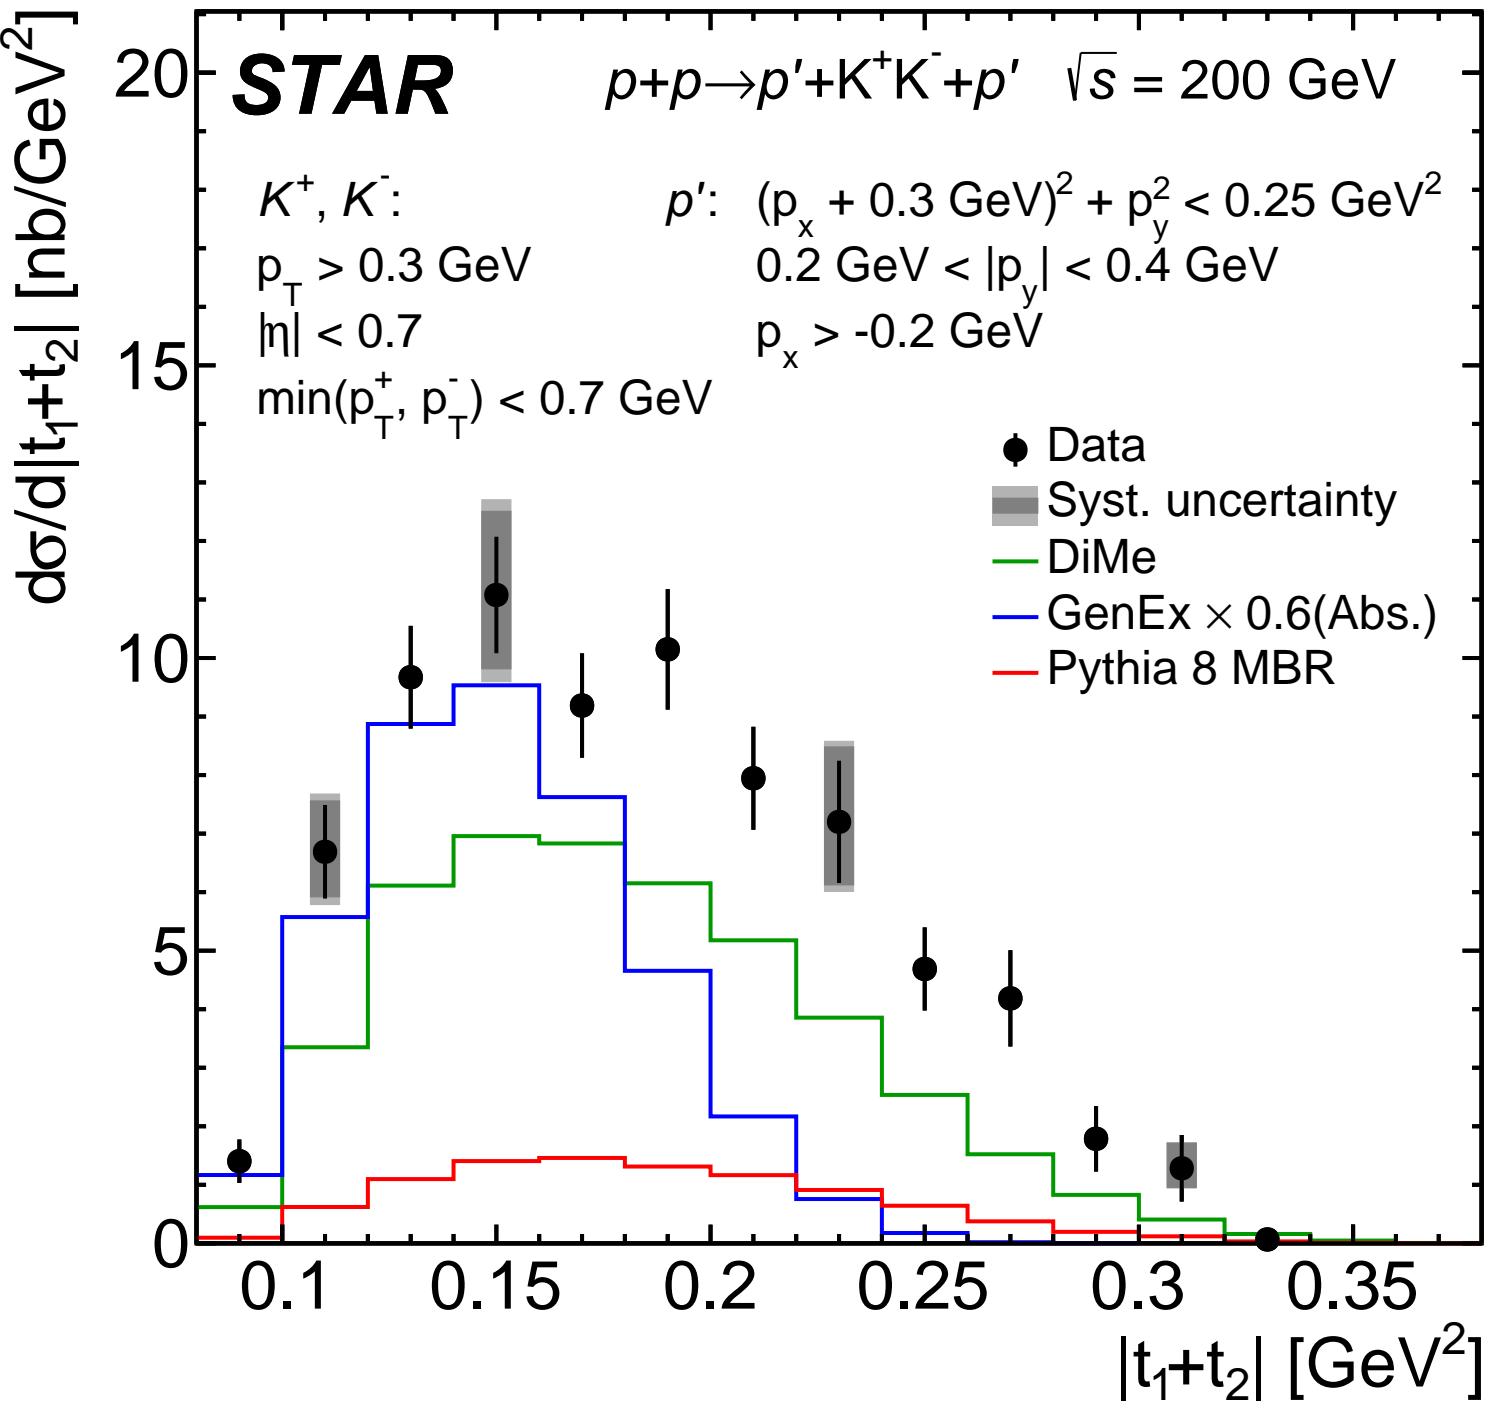 dσ/d|t₁+t₂| [nb/GeV²]
20
15
10
5
0
STAR
p+p→p′+K⁺K⁻+p′ √s = 200 GeV
K⁺, K⁻:
p_T > 0.3 GeV
|η| < 0.7
min(p_T⁺, p_T⁻) < 0.7 GeV
p′: (p_x + 0.3 GeV)² + p_y² < 0.25 GeV²
0.2 GeV < |p_y| < 0.4 GeV
p_x > -0.2 GeV
Data
Syst. uncertainty
DiMe
GenEx × 0.6(Abs.)
Pythia 8 MBR
0.1 0.15 0.2 0.25 0.3 0.35
|t₁+t₂| [GeV²]